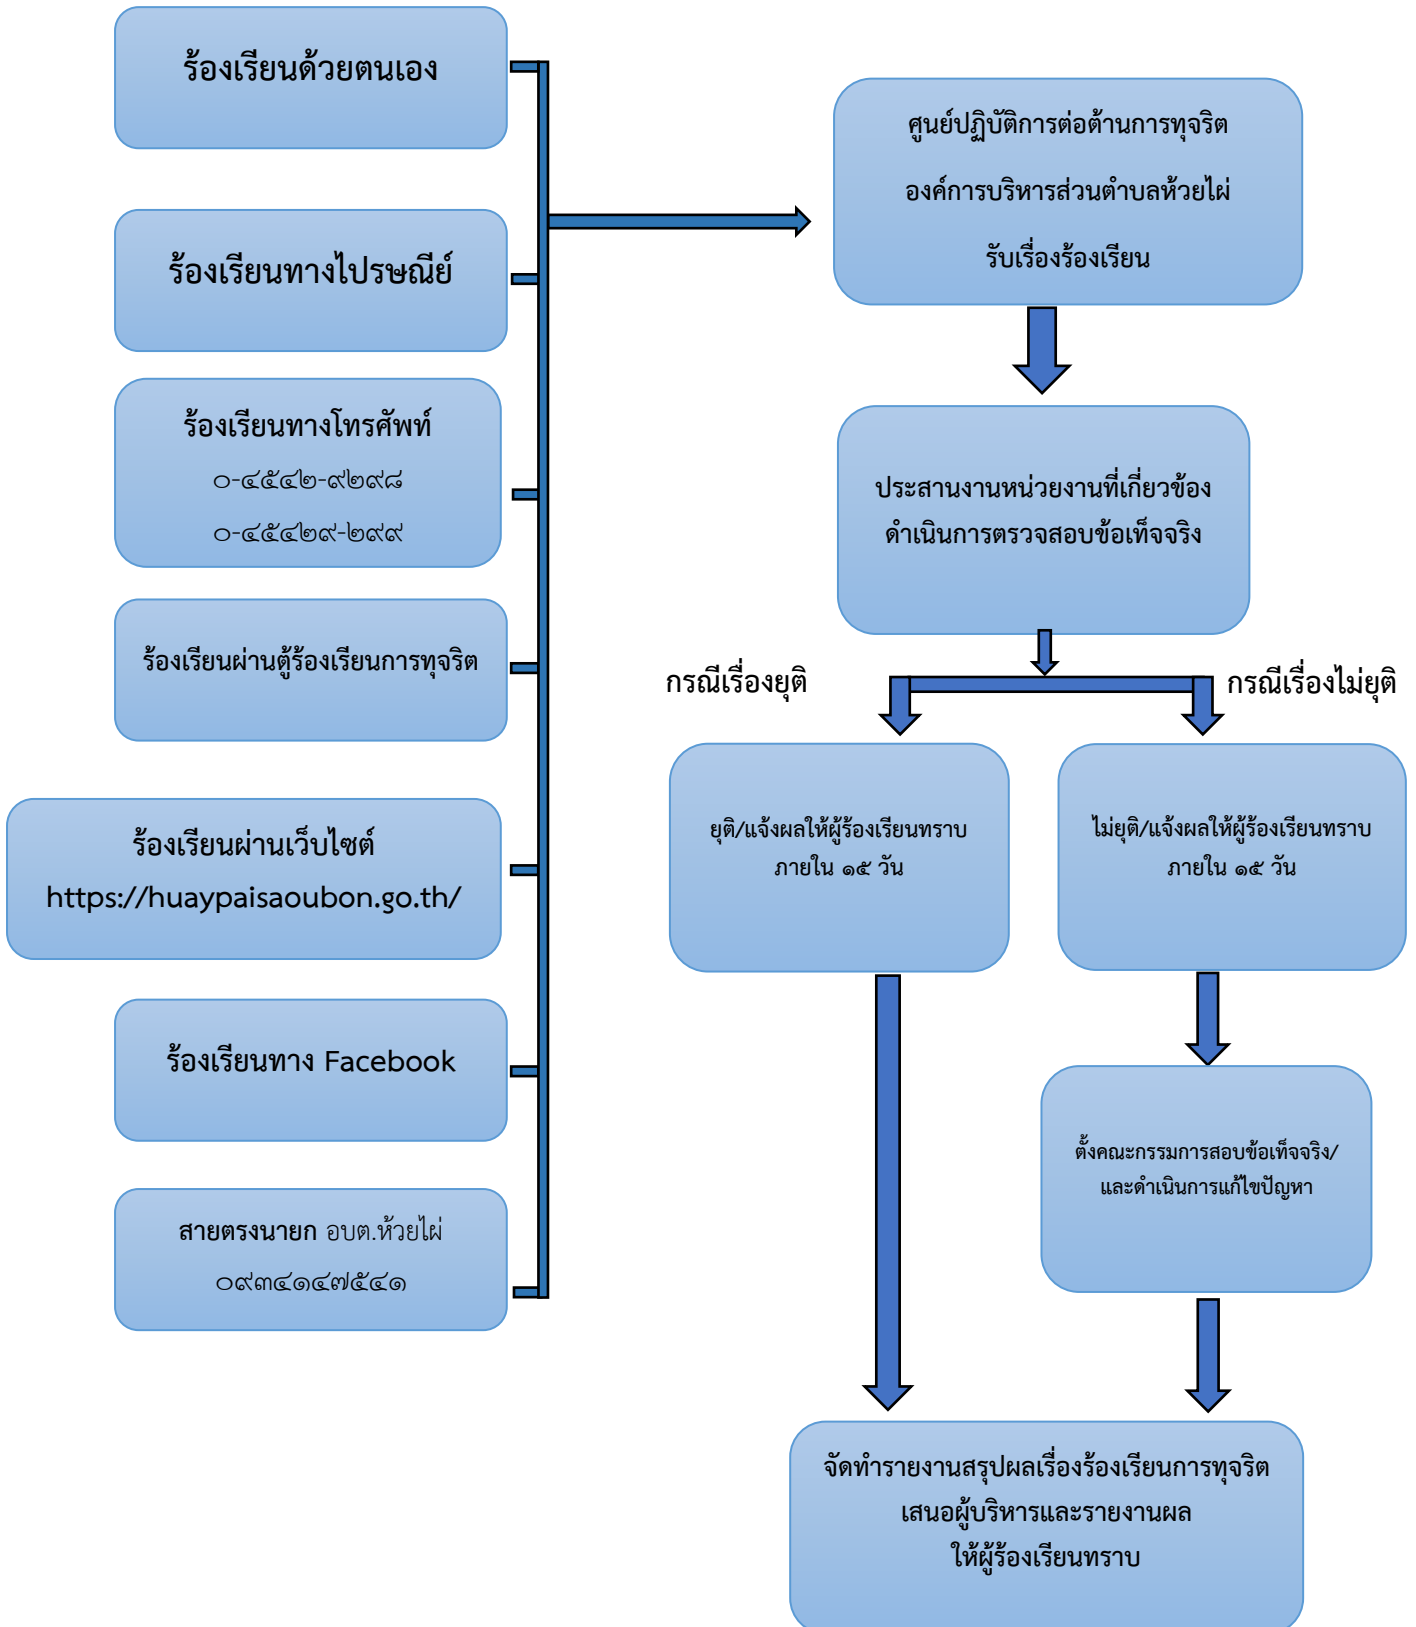 ร้องเรียนด้วยตนเอง
ร้องเรียนทางไปรษณีย์
ร้องเรียนทางโทรศัพท์
๐-๔๕๔๒-๙๒๙๘
๐-๔๕๔๒๙-๒๙๙
ร้องเรียนผ่านตู้ร้องเรียนการทุจริต
ร้องเรียนผ่านเว็บไซต์
https://huaypaisaoubon.go.th/
ร้องเรียนทาง Facebook
สายตรงนายก อบต.ห้วยไผ่
๐๙๓๔๑๔๗๕๔๑
ศูนย์ปฏิบัติการต่อต้านการทุจริต
องค์การบริหารส่วนตำบลห้วยไผ่
รับเรื่องร้องเรียน
ประสานงานหน่วยงานที่เกี่ยวข้อง
ดำเนินการตรวจสอบข้อเท็จจริง
กรณีเรื่องยุติ
กรณีเรื่องไม่ยุติ
ยุติ/แจ้งผลให้ผู้ร้องเรียนทราบ
ภายใน ๑๕ วัน
ไม่ยุติ/แจ้งผลให้ผู้ร้องเรียนทราบ
ภายใน ๑๕ วัน
ตั้งคณะกรรมการสอบข้อเท็จจริง/
และดำเนินการแก้ไขปัญหา
จัดทำรายงานสรุปผลเรื่องร้องเรียนการทุจริต
เสนอผู้บริหารและรายงานผล
ให้ผู้ร้องเรียนทราบ